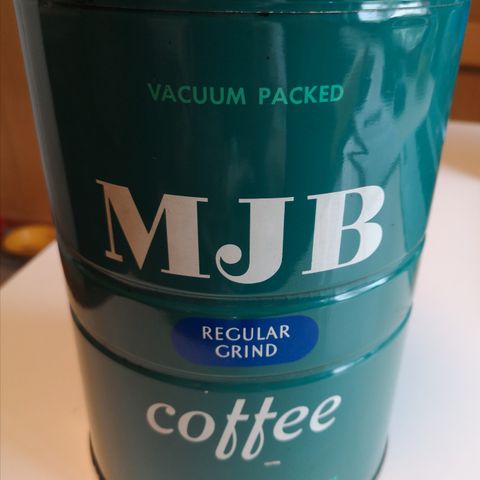 VACUUM PACKED
MJB
REGULAR
GRIND
coffee